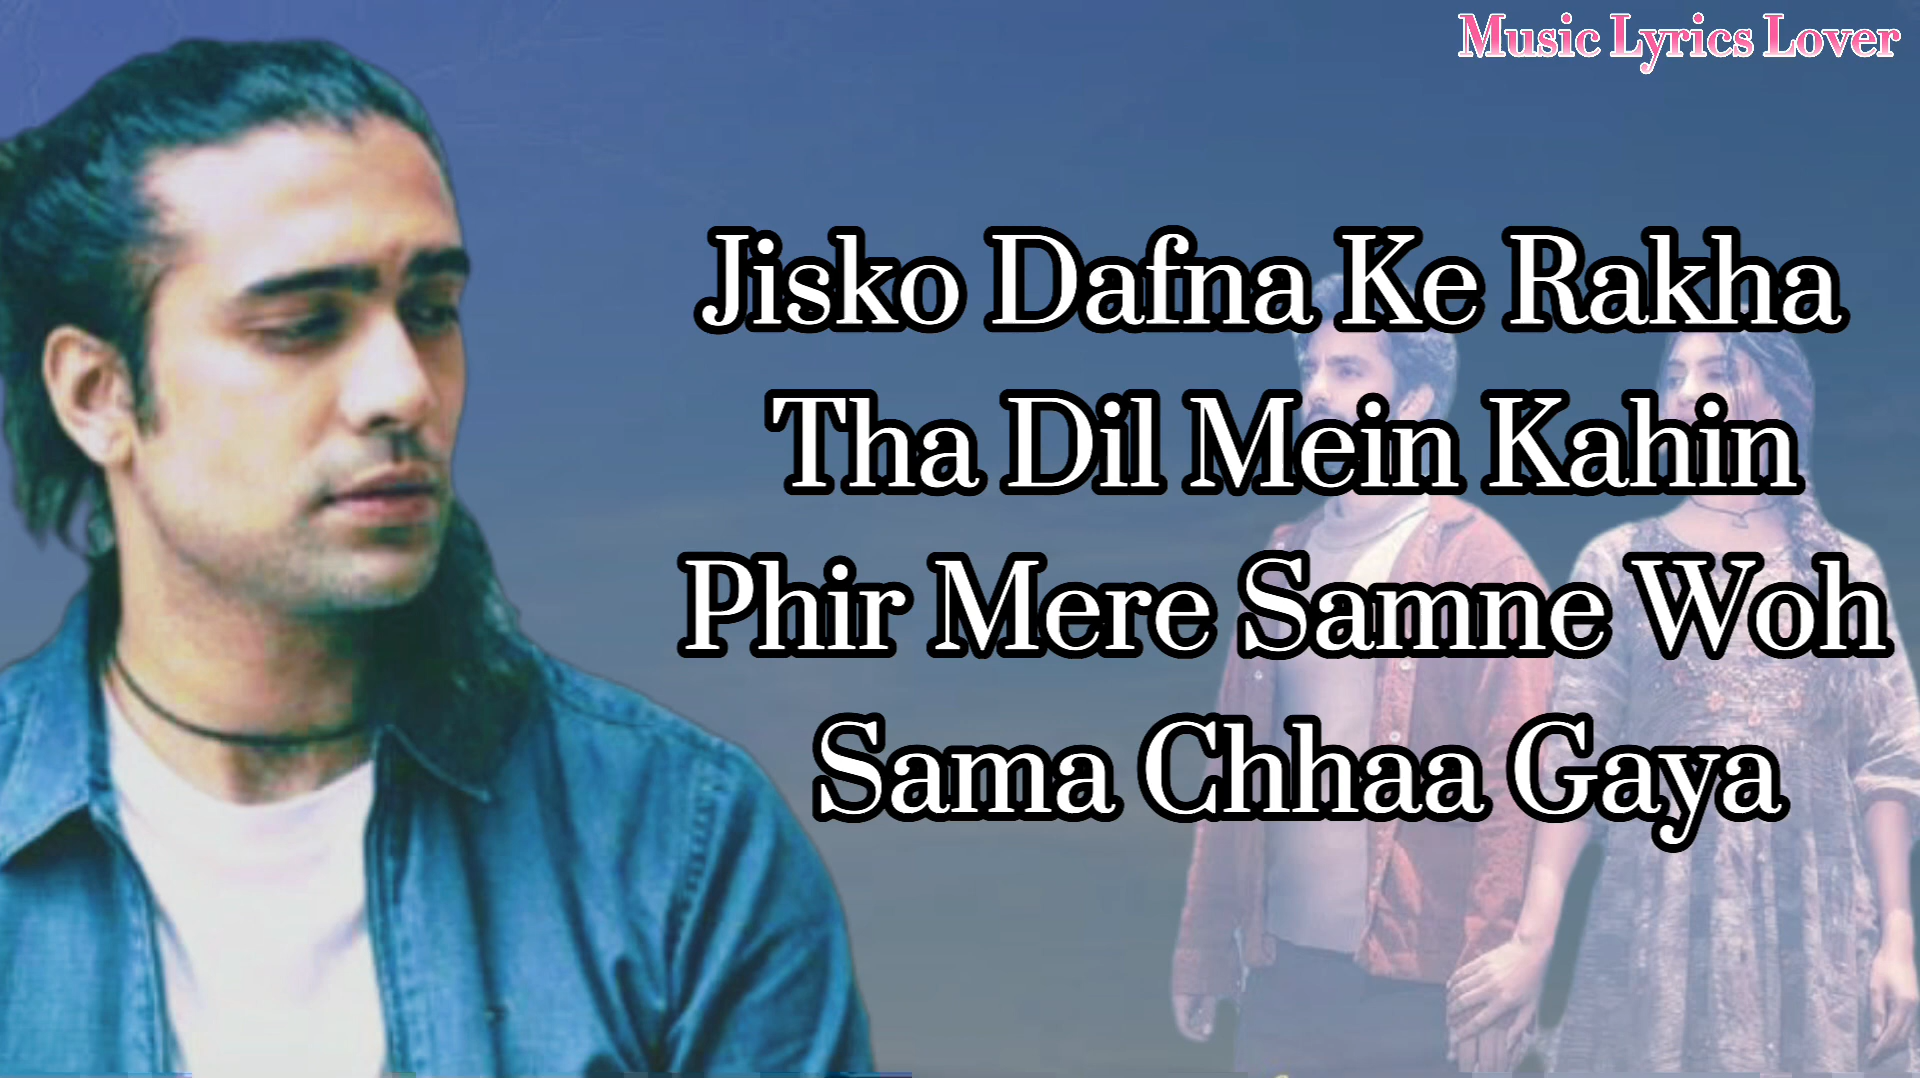 Music Lyrics Lover
Jisko Dafna Ke Rakha
Tha Dil Mein Kahin
Phir Mere Samne Woh
Sama Chhaa Gaya